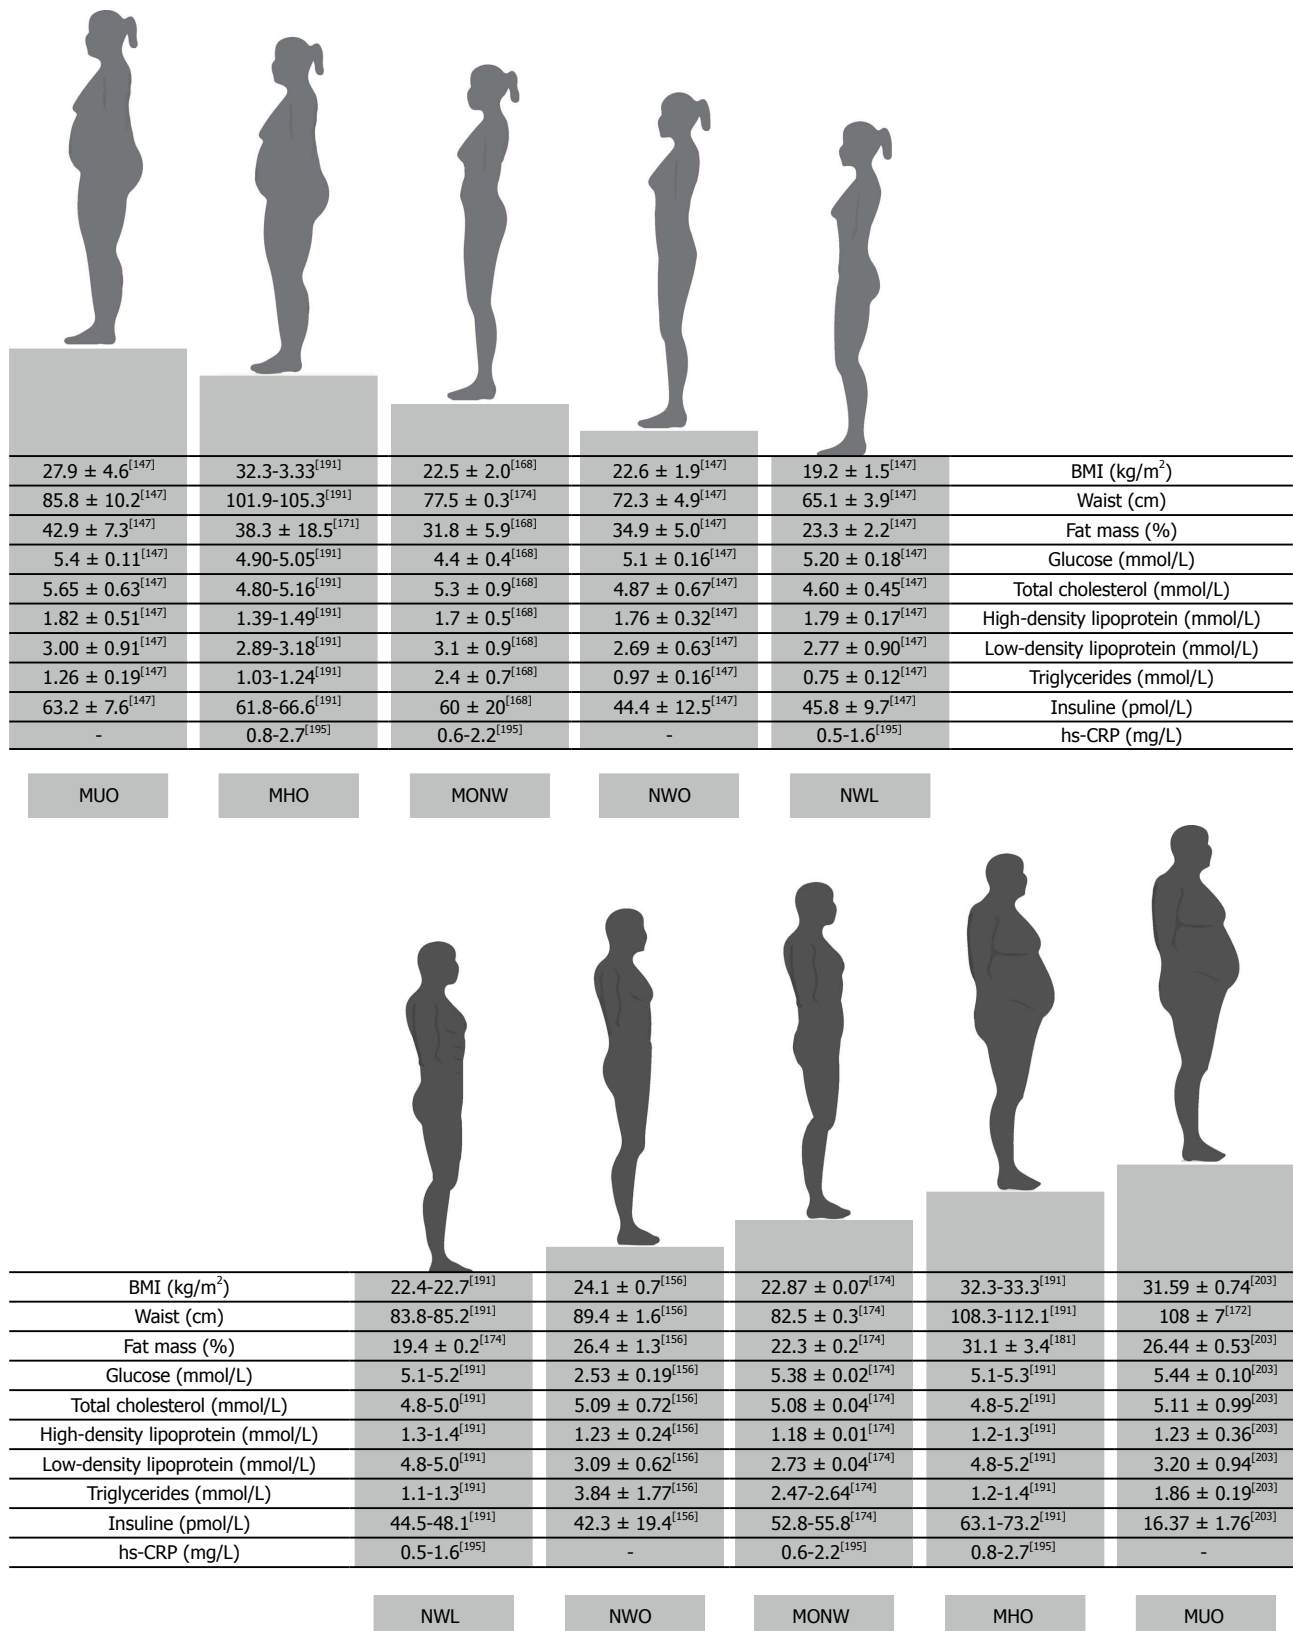 27.9 ± 4.6[147] 32.3-3.33[191] 22.5 ± 2.0[168] 22.6 ± 1.9[147] 19.2 ± 1.5[147] BMI (kg/m2)
85.8 ± 10.2[147] 101.9-105.3[191] 77.5 ± 0.3[174] 72.3 ± 4.9[147] 65.1 ± 3.9[147] Waist (cm)
42.9 ± 7.3[147] 38.3 ± 18.5[171] 31.8 ± 5.9[168] 34.9 ± 5.0[147] 23.3 ± 2.2[147] Fat mass (%)
5.4 ± 0.11[147] 4.90-5.05[191] 4.4 ± 0.4[168] 5.1 ± 0.16[147] 5.20 ± 0.18[147] Glucose (mmol/L)
5.65 ± 0.63[147] 4.80-5.16[191] 5.3 ± 0.9[168] 4.87 ± 0.67[147] 4.60 ± 0.45[147] Total cholesterol (mmol/L)
1.82 ± 0.51[147] 1.39-1.49[191] 1.7 ± 0.5[168] 1.76 ± 0.32[147] 1.79 ± 0.17[147] High-density lipoprotein (mmol/L)
3.00 ± 0.91[147] 2.89-3.18[191] 3.1 ± 0.9[168] 2.69 ± 0.63[147] 2.77 ± 0.90[147] Low-density lipoprotein (mmol/L)
1.26 ± 0.19[147] 1.03-1.24[191] 2.4 ± 0.7[168] 0.97 ± 0.16[147] 0.75 ± 0.12[147] Triglycerides (mmol/L)
63.2 ± 7.6[147] 61.8-66.6[191] 60 ± 20[168] 44.4 ± 12.5[147] 45.8 ± 9.7[147] Insuline (pmol/L)
- 0.8-2.7[195] 0.6-2.2[195] - 0.5-1.6[195] hs-CRP (mg/L)
MUO MHO MONW NWO NWL
BMI (kg/m2) 22.4-22.7[191] 24.1 ± 0.7[156] 22.87 ± 0.07[174] 32.3-33.3[191] 31.59 ± 0.74[203]
Waist (cm) 83.8-85.2[191] 89.4 ± 1.6[156] 82.5 ± 0.3[174] 108.3-112.1[191] 108 ± 7[172]
Fat mass (%) 19.4 ± 0.2[174] 26.4 ± 1.3[156] 22.3 ± 0.2[174] 31.1 ± 3.4[181] 26.44 ± 0.53[203]
Glucose (mmol/L) 5.1-5.2[191] 2.53 ± 0.19[156] 5.38 ± 0.02[174] 5.1-5.3[191] 5.44 ± 0.10[203]
Total cholesterol (mmol/L) 4.8-5.0[191] 5.09 ± 0.72[156] 5.08 ± 0.04[174] 4.8-5.2[191] 5.11 ± 0.99[203]
High-density lipoprotein (mmol/L) 1.3-1.4[191] 1.23 ± 0.24[156] 1.18 ± 0.01[174] 1.2-1.3[191] 1.23 ± 0.36[203]
Low-density lipoprotein (mmol/L) 4.8-5.0[191] 3.09 ± 0.62[156] 2.73 ± 0.04[174] 4.8-5.2[191] 3.20 ± 0.94[203]
Triglycerides (mmol/L) 1.1-1.3[191] 3.84 ± 1.77[156] 2.47-2.64[174] 1.2-1.4[191] 1.86 ± 0.19[203]
Insuline (pmol/L) 44.5-48.1[191] 42.3 ± 19.4[156] 52.8-55.8[174] 63.1-73.2[191] 16.37 ± 1.76[203]
hs-CRP (mg/L) 0.5-1.6[195] - 0.6-2.2[195] 0.8-2.7[195] -
NWL NWO MONW MHO MUO